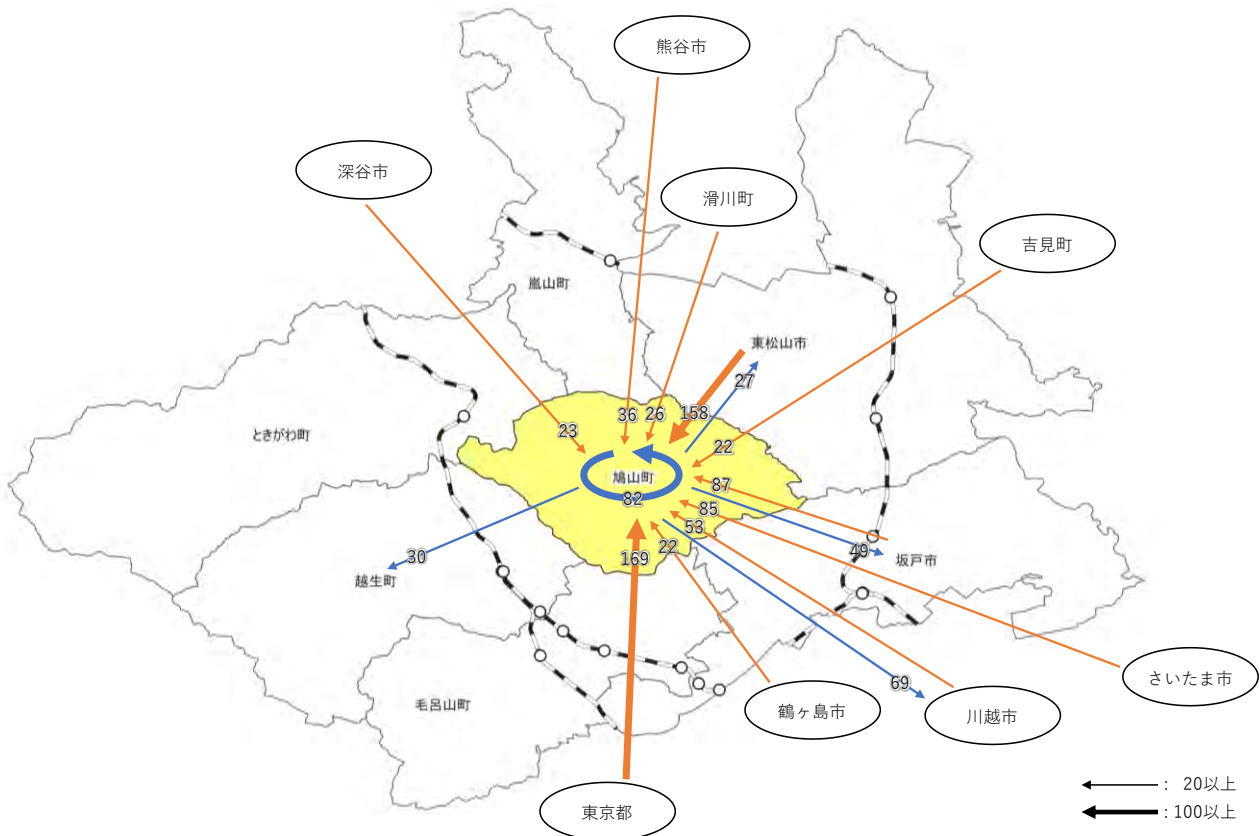 熊谷市
深谷市
滑川町
吉見町
嵐山町
東松山市
27
36
26
158
ときがわ町
23
22
鳩山町
87
82
85
53
49
22
169
30
坂戸市
越生町
さいたま市
69
毛呂山町
鶴ヶ島市
川越市
: 20以上
東京都
: 100以上